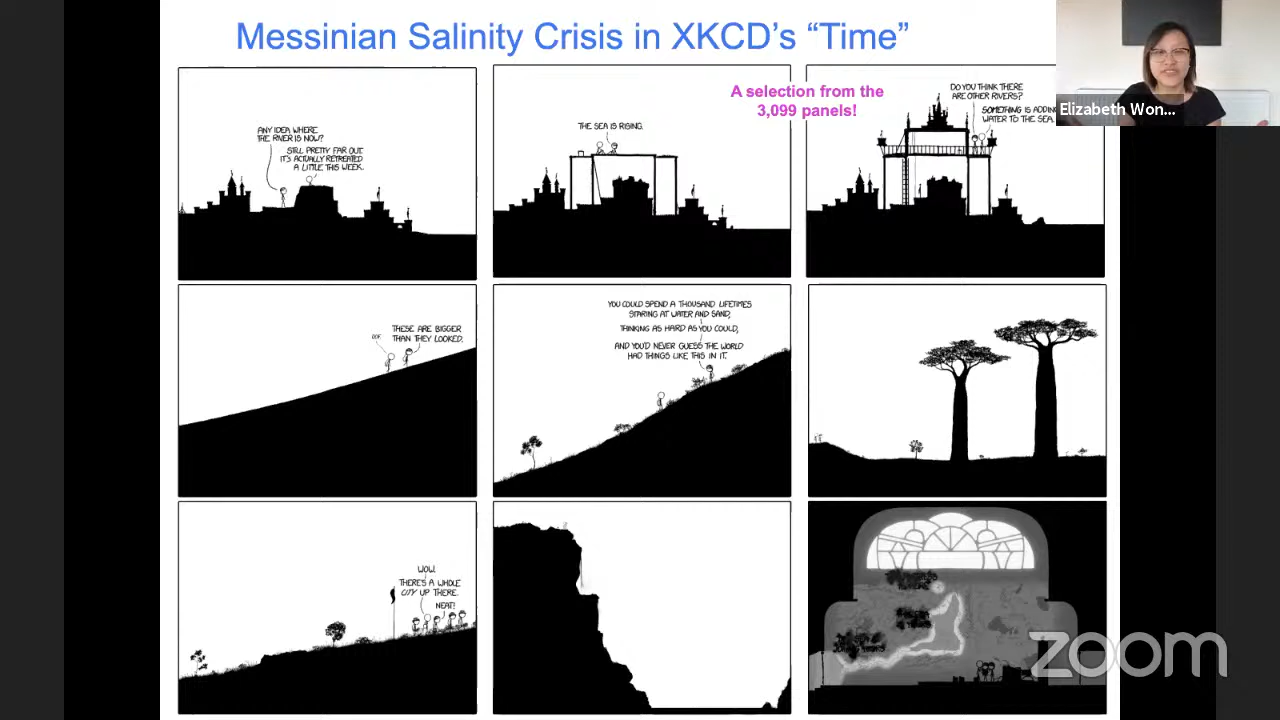 Messinian Salinity Crisis in XKCD's “Time”
A selection from the
3,099 panels!
Elizabeth Won...
ANY IDEA WHERE
THE RIVER IS NOW?
STILL PRETTY FAR OUT.
IT'S ACTUALLY RETREATED
A LITTLE THIS WEEK.
THE SEA IS RISING.
DO YOU THINK THERE
ARE OTHER RIVERS?
SOMETHING IS ADDING
WATER TO THE SEA.
THESE ARE BIGGER
THAN THEY LOOKED.
YOU COULD SPEND A THOUSAND LIFETIMES
STARING AT WATER AND SAND,
THINKING AS HARD AS YOU COULD,
AND YOU'D NEVER GUESS THE WORLD
HAD THINGS LIKE THIS IN IT.
WOW.
THERE'S A WHOLE
CITY UP THERE.
NEAT!
zoom